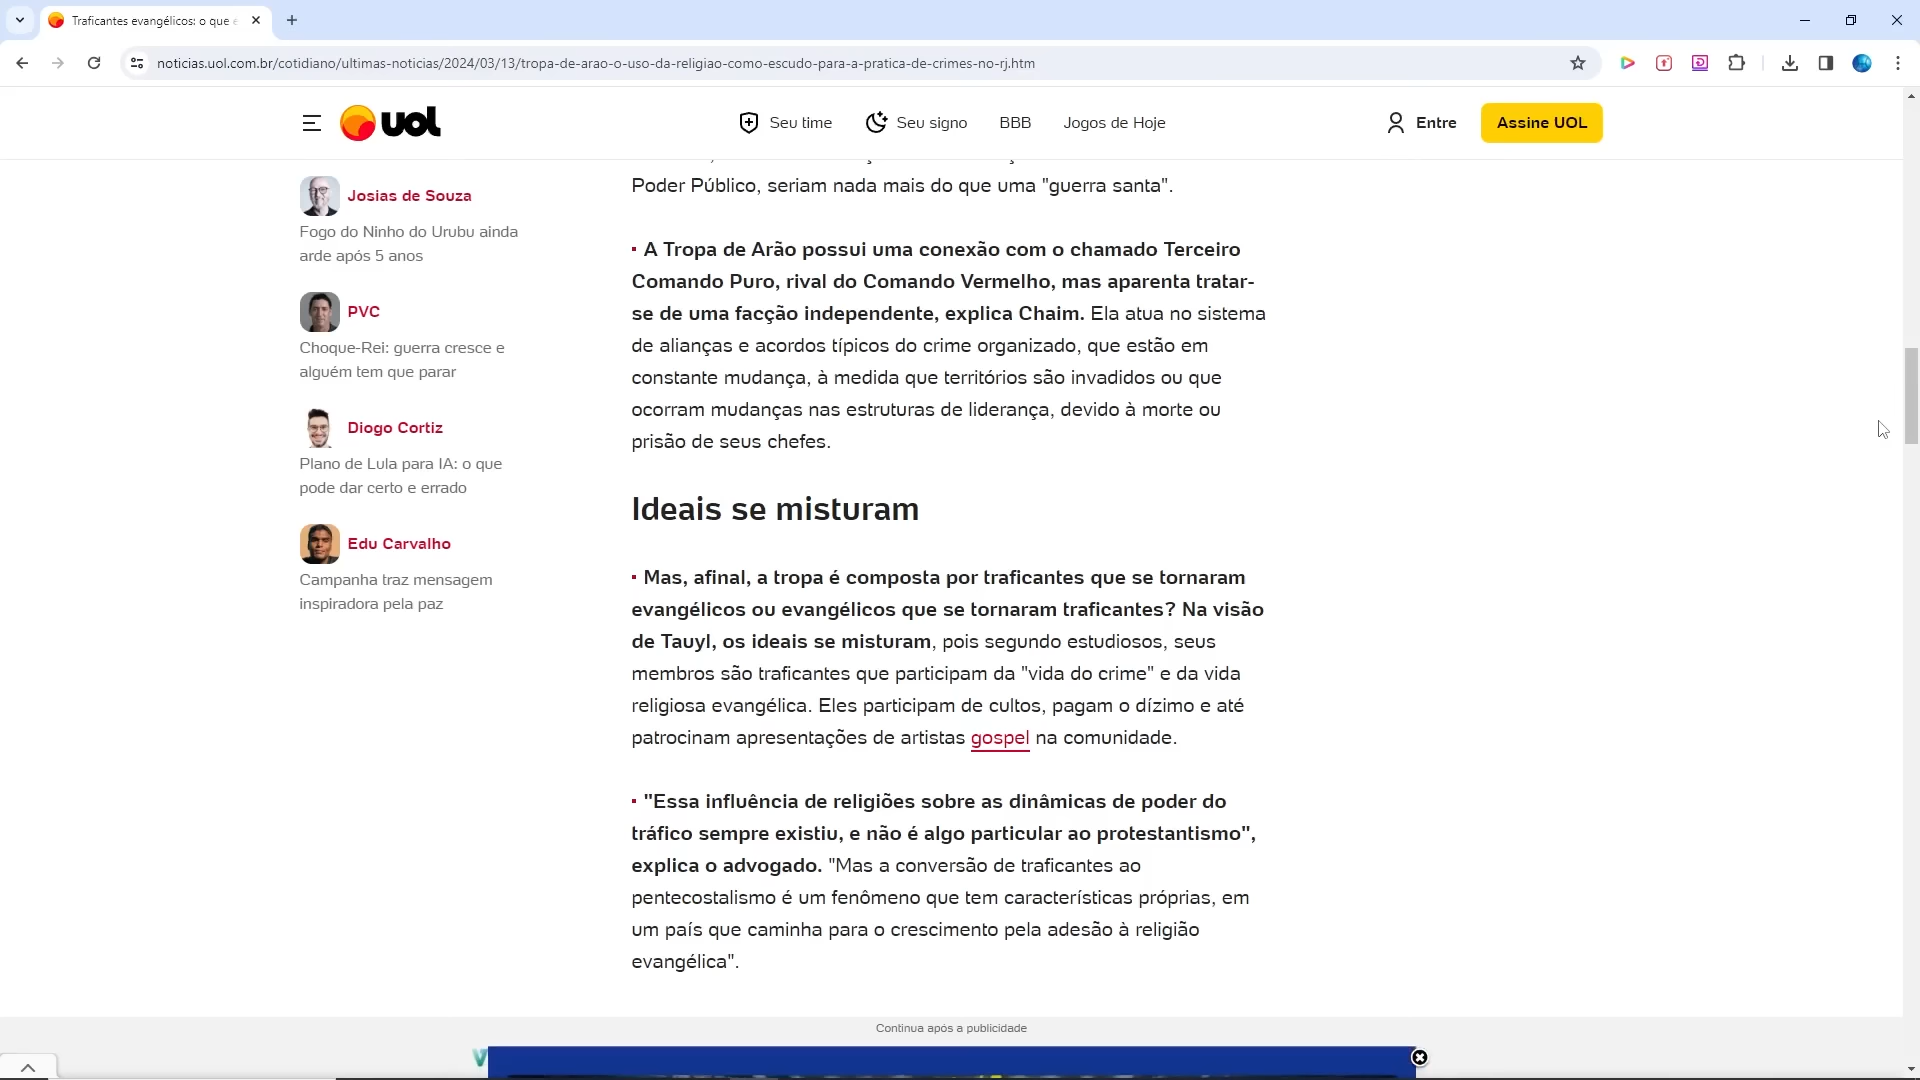 Traficantes evangélicos: o que é
noticias.uol.com.br/cotidiano/ultimas-noticias/2024/03/13/tropa-de-arao-o-uso-da-religiao-como-escudo-para-a-pratica-de-crimes-no-rj.htm
uol
Seu time
Seu signo
BBB
Jogos de Hoje
Entre
Assine UOL
Josias de Souza
Fogo do Ninho do Urubu ainda
arde após 5 anos
PVC
Choque-Rei: guerra cresce e
alguém tem que parar
Diogo Cortiz
Plano de Lula para IA: o que
pode dar certo e errado
Edu Carvalho
Campanha traz mensagem
inspiradora pela paz
Poder Público, seriam nada mais do que uma "guerra santa".
A Tropa de Arão possui uma conexão com o chamado Terceiro
Comando Puro, rival do Comando Vermelho, mas aparenta tratar-
se de uma facção independente, explica Chaim. Ela atua no sistema
de alianças e acordos típicos do crime organizado, que estão em
constante mudança, à medida que territórios são invadidos ou que
ocorram mudanças nas estruturas de liderança, devido à morte ou
prisão de seus chefes.
Ideais se misturam
Mas, afinal, a tropa é composta por traficantes que se tornaram
evangélicos ou evangélicos que se tornaram traficantes? Na visão
de Tauyl, os ideais se misturam, pois segundo estudiosos, seus
membros são traficantes que participam da "vida do crime" e da vida
religiosa evangélica. Eles participam de cultos, pagam o dízimo e até
patrocinam apresentações de artistas gospel na comunidade.
"Essa influência de religiões sobre as dinâmicas de poder do
tráfico sempre existiu, e não é algo particular ao protestantismo",
explica o advogado. "Mas a conversão de traficantes ao
pentecostalismo é um fenômeno que tem características próprias, em
um país que caminha para o crescimento pela adesão à religião
evangélica".
Continua após a publicidade